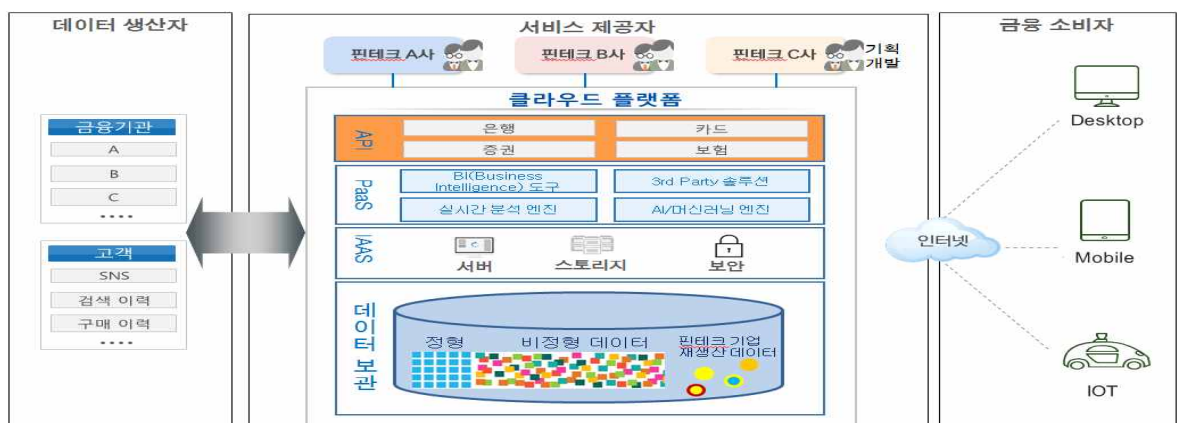 데이터 생산자
금융기관
A
B
C
••••
고객
SNS
검색 이력
구매 이력
••••
서비스 제공자
핀테크 A사
핀테크 B사
핀테크 C사
기획
개발
클라우드 플랫폼
API
은행
카드
증권
보험
PaaS
BI(Business
Intelligence) 도구
3rd Party 솔루션
실시간 분석 엔진
AI/머신러닝 엔진
IAAS
서버
스토리지
보안
데이터 보관
정형
비정형 데이터
핀테크 기업
재생산 데이터
금융 소비자
인터넷
Desktop
Mobile
IOT